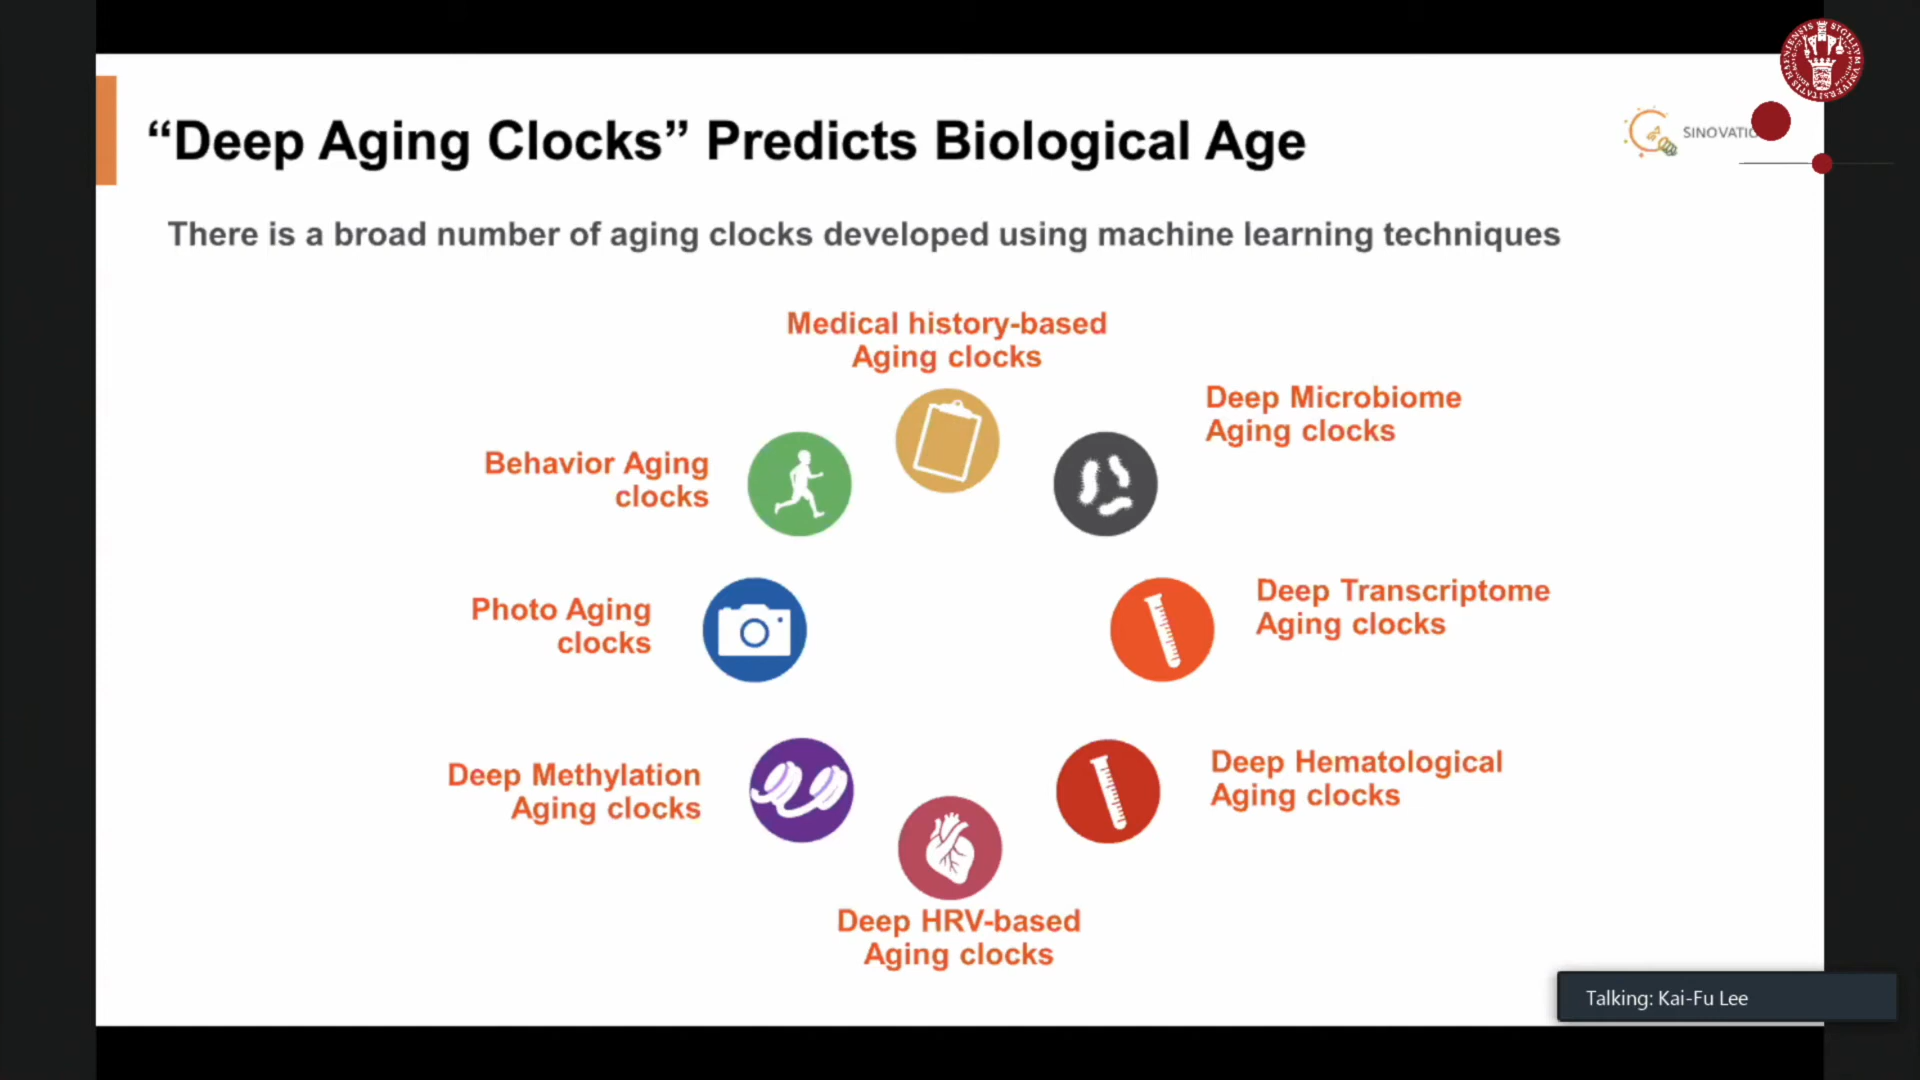 “Deep Aging Clocks” Predicts Biological Age
SINOVATIO
There is a broad number of aging clocks developed using machine learning techniques
Medical history-based
Aging clocks
Deep Microbiome
Aging clocks
Behavior Aging
clocks
Photo Aging
clocks
Deep Transcriptome
Aging clocks
Deep Methylation
Aging clocks
Deep Hematological
Aging clocks
Deep HRV-based
Aging clocks
Talking: Kai-Fu Lee